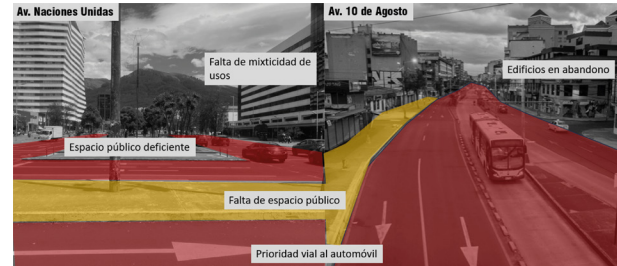 Av. Naciones Unidas
Av. 10 de Agosto
Falta de mixticidad de
usos
Edificios en abandono
Espacio público deficiente
Falta de espacio público
Prioridad vial al automóvil